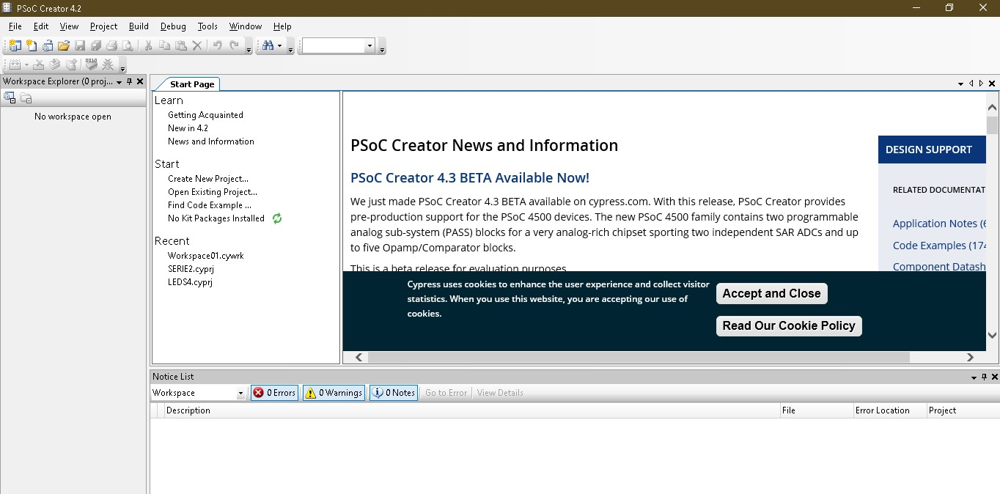 PSoC Creator 4.2
File Edit View Project Build Debug Tools Window Help
Workspace Explorer (0 proj...
No workspace open
Start Page
Learn
Getting Acquainted
New in 4.2
News and Information
Start
Create New Project...
Open Existing Project...
Find Code Example ...
No Kit Packages Installed
Recent
Workspace01.cywrk
SERIE2.cyprj
LEDS4.cyprj
PSoC Creator News and Information
PSoC Creator 4.3 BETA Available Now!
We just made PSoC Creator 4.3 BETA available on cypress.com. With this release, PSoC Creator provides
pre-production support for the PSoC 4500 devices. The new PSoC 4500 family contains two programmable
analog sub-system (PASS) blocks for a very analog-rich chipset sporting two independent SAR ADCs and up
to five Opamp/Comparator blocks.
This is a beta release for evaluation purposes
DESIGN SUPPORT
RELATED DOCUMENTAT
Application Notes (6
Code Examples (174
Component Datash
Cypress uses cookies to enhance the user experience and collect visitor
statistics. When you use this website, you are accepting our use of
cookies.
Accept and Close
Read Our Cookie Policy
Notice List
Workspace 0 Errors 0 Warnings 0 Notes Go to Error View Details
Description File Error Location Project